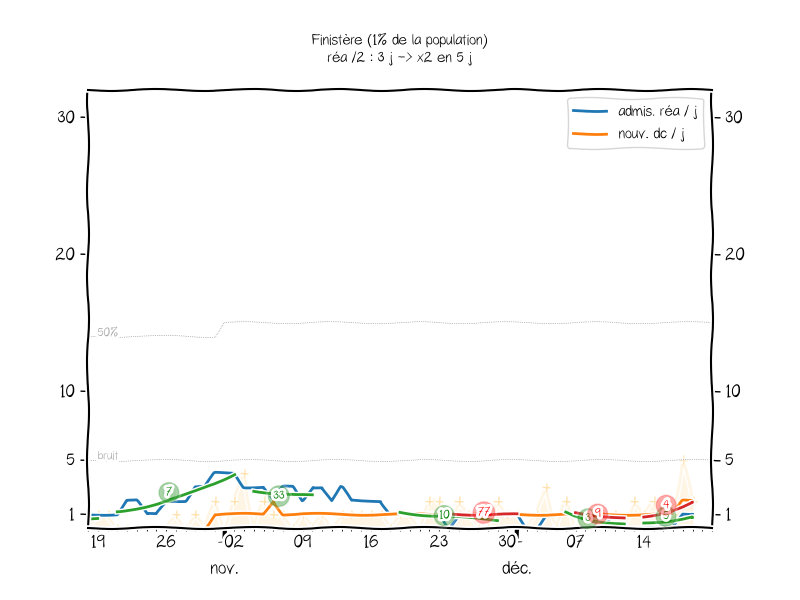 Finistère (1% de la population)
réa /2 : 3 j -> x2 en 5 j
admis. réa / j
nouv. dc / j
30 30
20 20
50%
10 10
5 bruit 5
7 33 10 77 9 4 5
1 1
19 26 02 09 16 23 30 07 14
nov. déc.